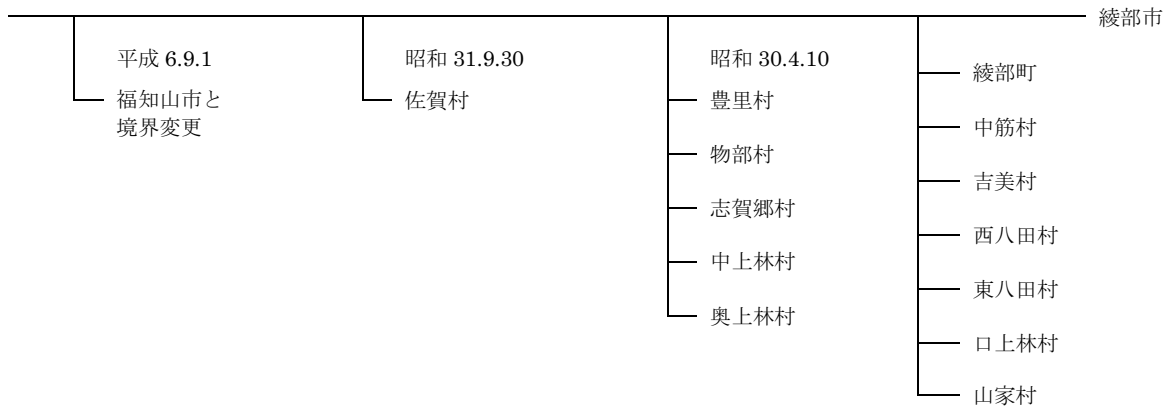 綾部市
平成 6.9.1
福知山市と
境界変更
昭和 31.9.30
佐賀村
昭和 30.4.10
豊里村
物部村
志賀郷村
中上林村
奥上林村
綾部町
中筋村
吉美村
西八田村
東八田村
口上林村
山家村